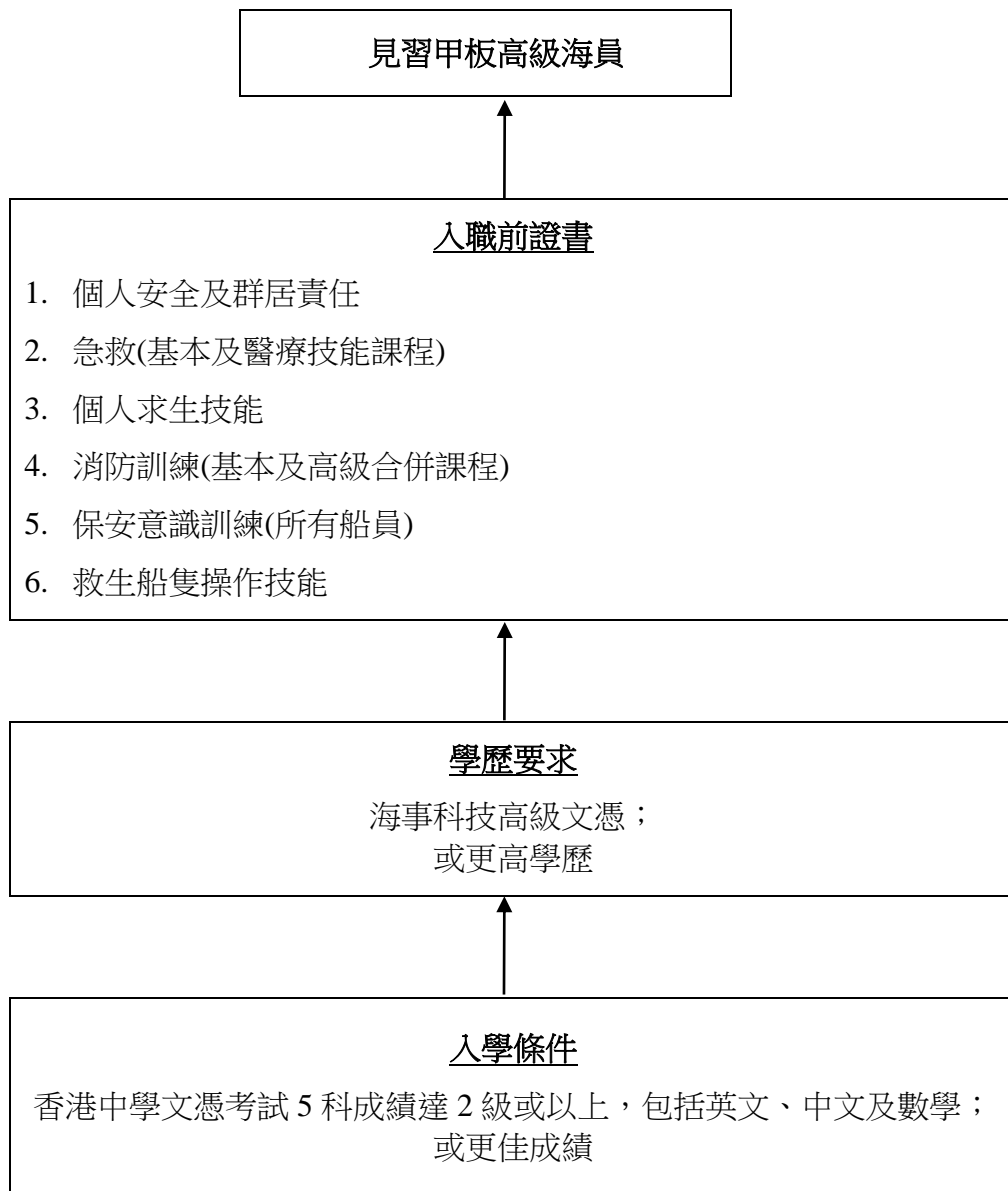 見習甲板高級海員
入職前證書
1. 個人安全及群居責任
2. 急救(基本及醫療技能課程)
3. 個人求生技能
4. 消防訓練(基本及高級合併課程)
5. 保安意識訓練(所有船員)
6. 救生船隻操作技能
學歷要求
海事科技高級文憑；
或更高學歷
入學條件
香港中學文憑考試 5 科成績達 2 級或以上，包括英文、中文及數學；
或更佳成績